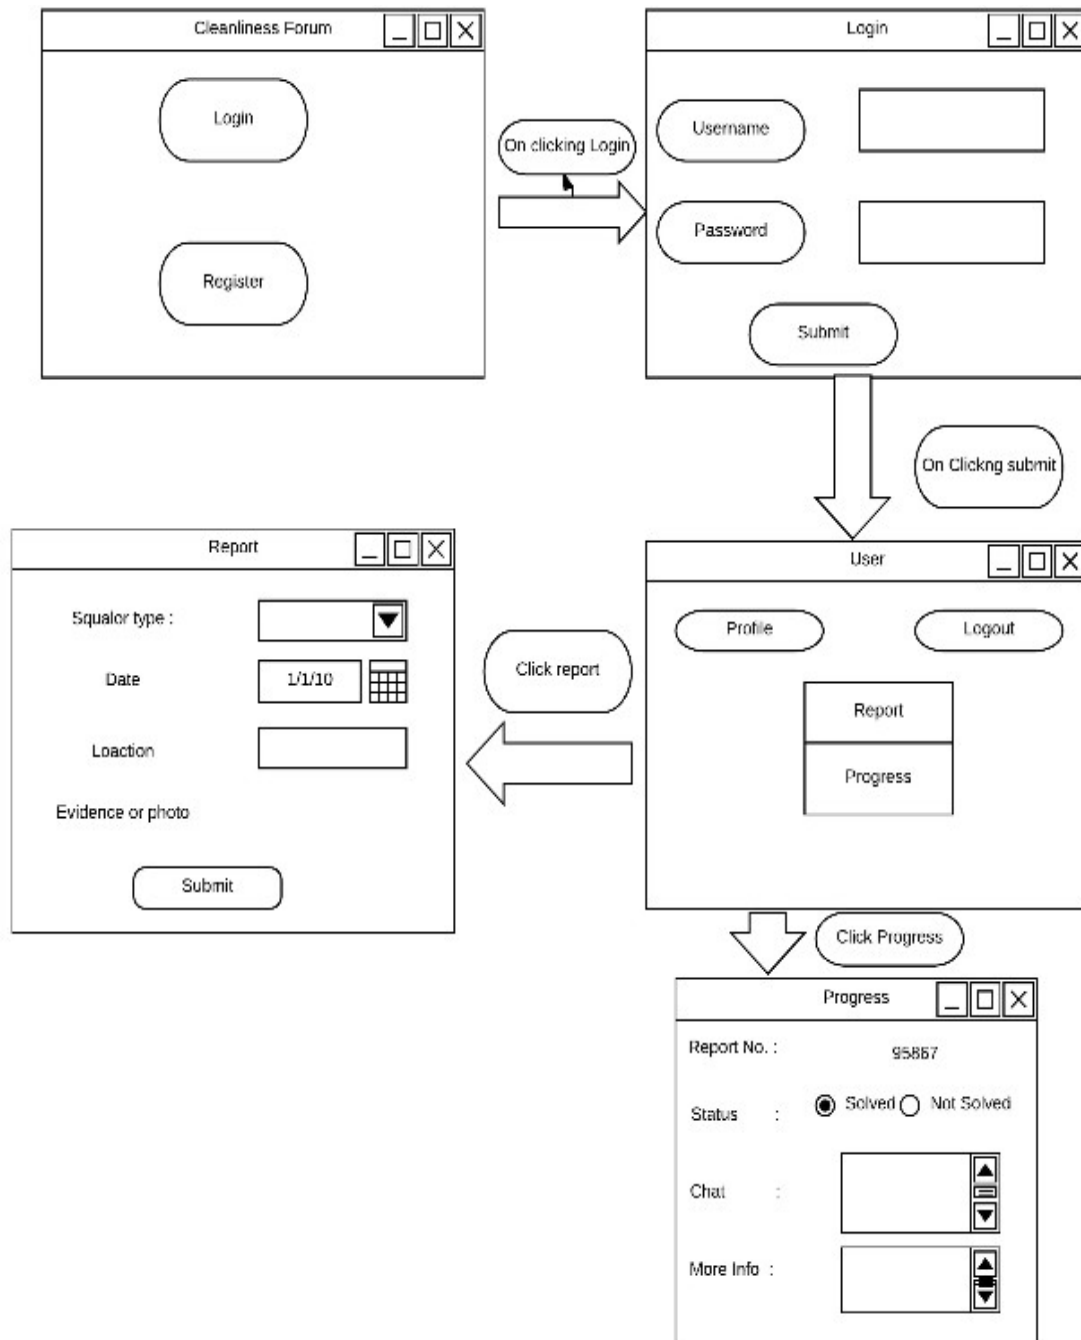 Cleanliness Forum
Login
Register
On clicking Login
Login
Username
Password
Submit
On Clickng submit
User
Profile
Logout
Report
Progress
Click report
Report
Squalor type :
Date
1/1/10
Loaction
Evidence or photo
Submit
Click Progress
Progress
Report No. : 95867
Status : Solved Not Solved
Chat :
More Info :